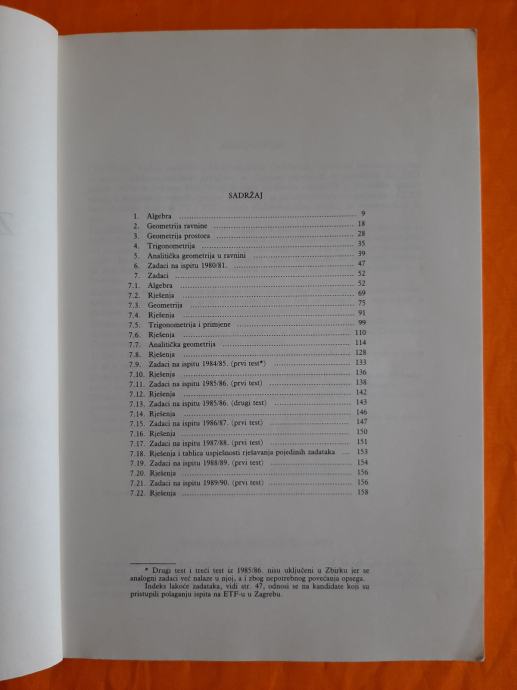 SADRŽAJ
1. Algebra ... 9
2. Geometrija ravnine ... 18
3. Geometrija prostora ... 28
4. Trigonometrija ... 35
5. Analitička geometrija u ravnini ... 39
6. Zadaci na ispitu 1980/81. ... 47
7. Zadaci ... 52
7.1. Algebra ... 52
7.2. Rješenja ... 69
7.3. Geometrija ... 75
7.4. Rješenja ... 91
7.5. Trigonometrija i primjene ... 99
7.6. Rješenja ... 110
7.7. Analitička geometrija ... 114
7.8. Rješenja ... 128
7.9. Zadaci na ispitu 1984/85. (prvi test*) ... 133
7.10. Rješenja ... 136
7.11. Zadaci na ispitu 1985/86. (prvi test) ... 138
7.12. Rješenja ... 142
7.13. Zadaci na ispitu 1985/86. (drugi test) ... 143
7.14. Rješenja ... 146
7.15. Zadaci na ispitu 1986/87. (prvi test) ... 147
7.16. Rješenja ... 150
7.17. Zadaci na ispitu 1987/88. (prvi test) ... 151
7.18. Rješenja i tablica uspješnosti rješavanja pojedinih zadataka ... 153
7.19. Zadaci na ispitu 1988/89. (prvi test) ... 154
7.20. Rješenja ... 156
7.21. Zadaci na ispitu 1989/90. (prvi test) ... 156
7.22. Rješenja ... 158
* Drugi test i treći test iz 1985/86. nisu uključeni u Zbirku jer se
analogni zadaci već nalaze u njoj, a i zbog nepotrebnog povećanja opsega.
Indeks lakoće zadataka, vidi str. 47, odnosi se na kandidate koji su
pristupili polaganju ispita na ETF-u u Zagrebu.